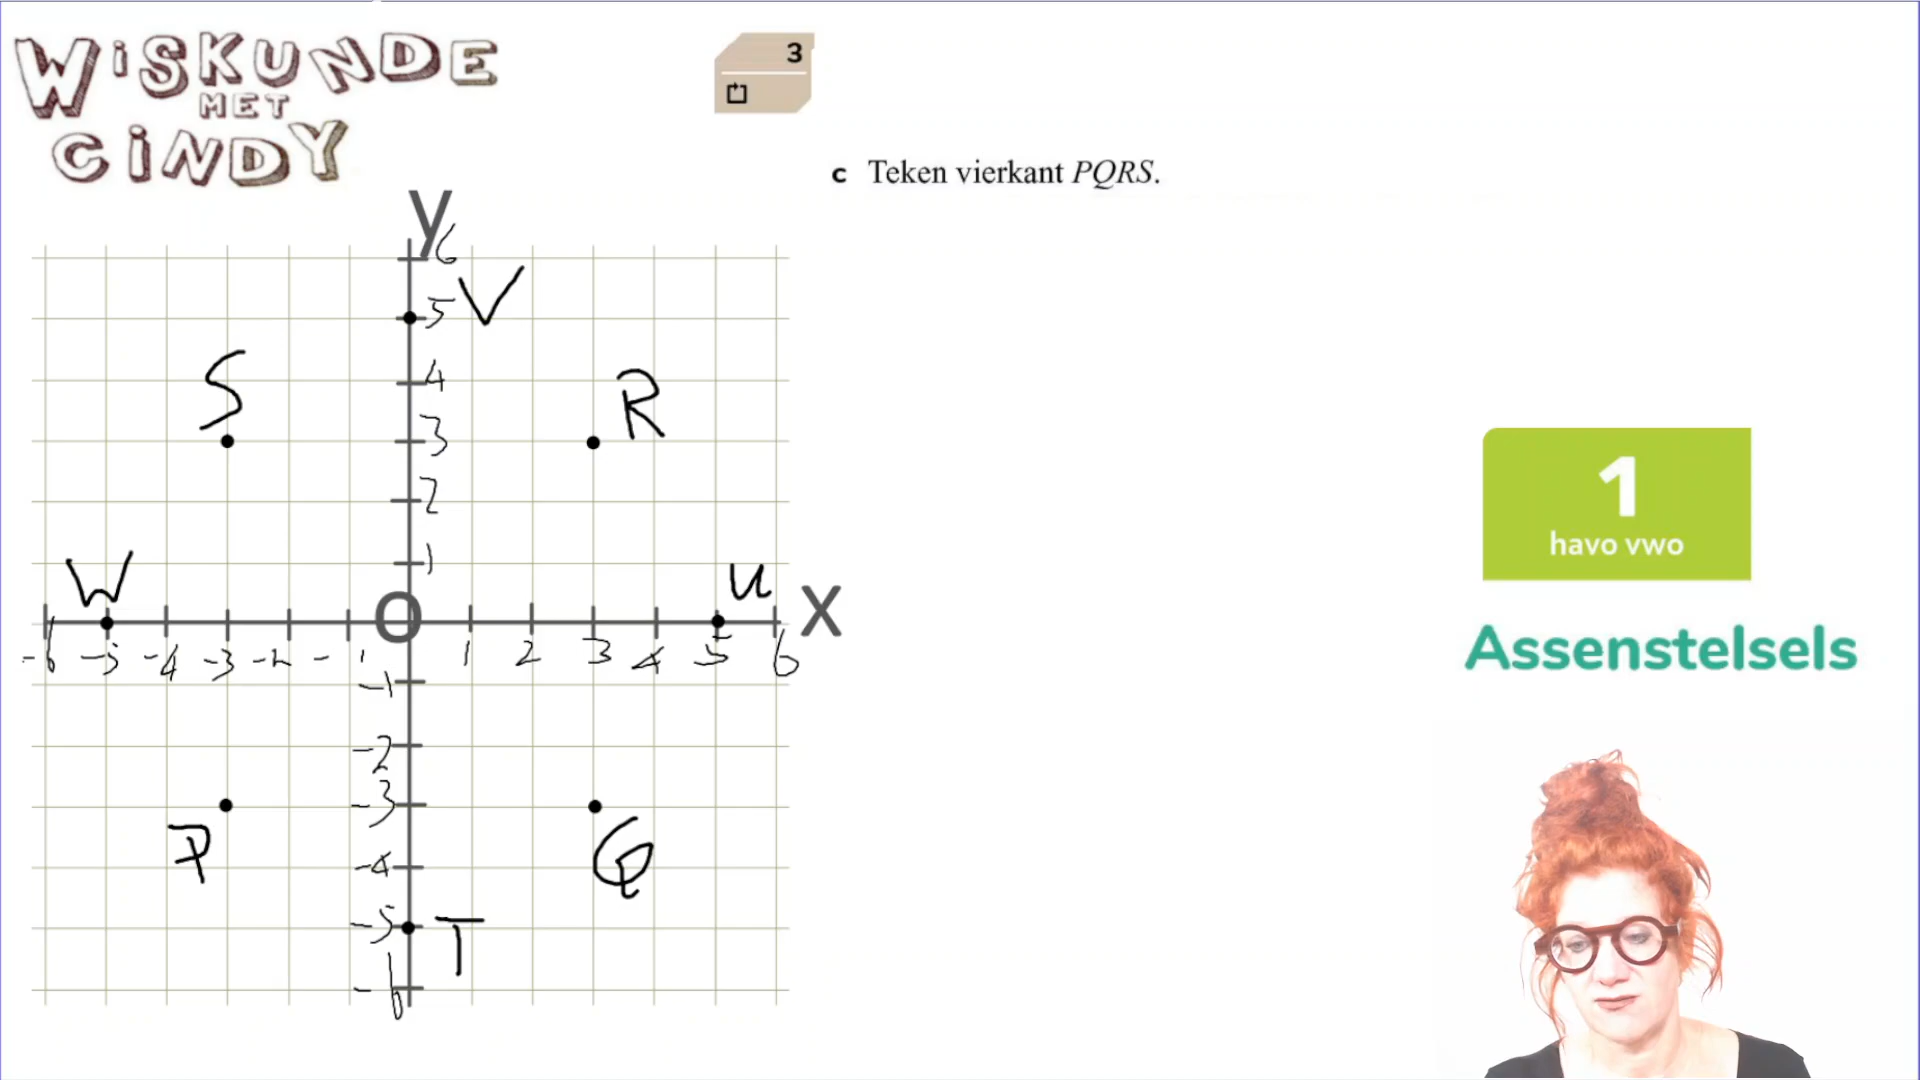 WiSKUNDE
MET
CiNDY
3
c Teken vierkant PQRS.
y
6
5 V
S
4
R
3
2
W
1
u
O
X
-6 -5 -4 -3 -2 -1 1 2 3 4 5 6
-1
-2
-3
P
Q
-4
-5 T
-6
1
havo vwo
Assenstelsels